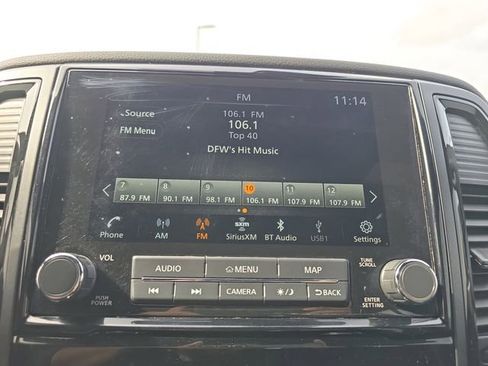 FM
11:14
Source
106.1 FM
FM Menu
106.1
Top 40
DFW's Hit Music
7 8 9 10 11 12
87.9 FM 90.1 FM 98.1 FM 106.1 FM 107.9 FM 107.9 FM
Phone AM FM SiriusXM BT Audio USB1 Settings
sxm
VOL
AUDIO MENU MAP
TUNE
SCROLL
PUSH
POWER
CAMERA BACK
ENTER
SETTING